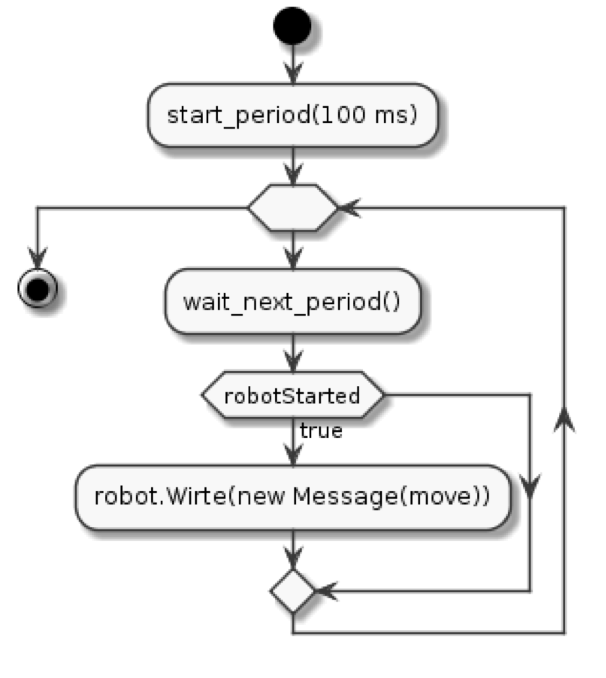 start_period(100 ms)
wait_next_period()
robotStarted
true
robot.Wirte(new Message(move))